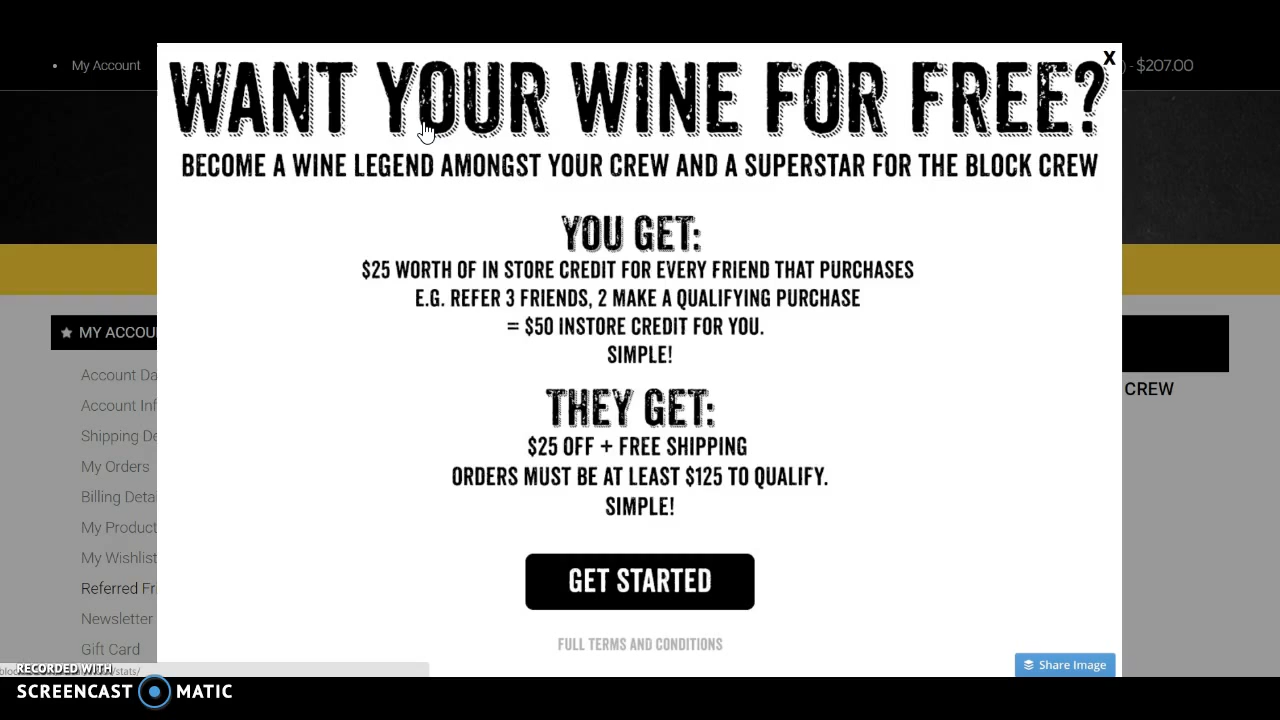 My Account
) - $207.00
X
WANT YOUR WINE FOR FREE?
BECOME A WINE LEGEND AMONGST YOUR CREW AND A SUPERSTAR FOR THE BLOCK CREW
YOU GET:
$25 WORTH OF IN STORE CREDIT FOR EVERY FRIEND THAT PURCHASES
E.G. REFER 3 FRIENDS, 2 MAKE A QUALIFYING PURCHASE
= $50 INSTORE CREDIT FOR YOU.
SIMPLE!
THEY GET:
$25 OFF + FREE SHIPPING
ORDERS MUST BE AT LEAST $125 TO QUALIFY.
SIMPLE!
GET STARTED
FULL TERMS AND CONDITIONS
MY ACCOU
Account Da
Account Inf
Shipping De
My Orders
Billing Deta
My Product
My Wishlist
Referred Fr
Newsletter
Gift Card
CREW
Share Image
/stats/
RECORDED WITH
SCREENCAST MATIC